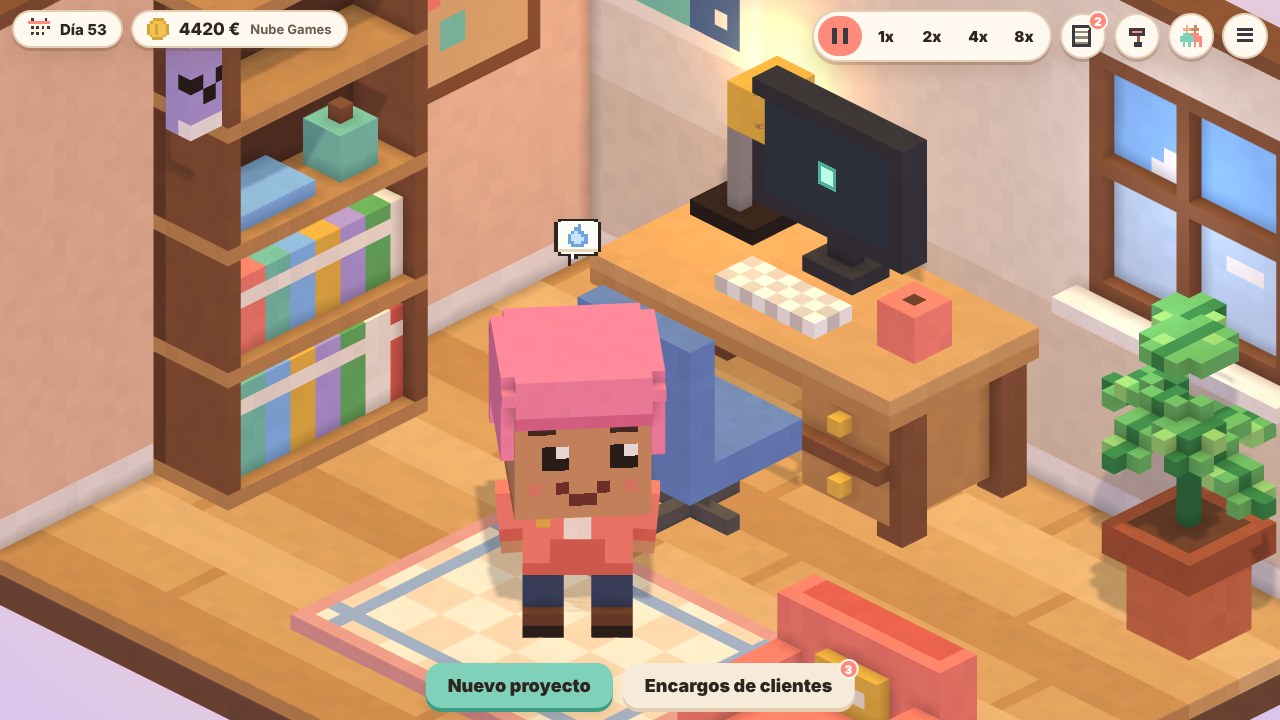 Día 53
4420 € Nube Games
1x 2x 4x 8x
2
Nuevo proyecto
Encargos de clientes
3